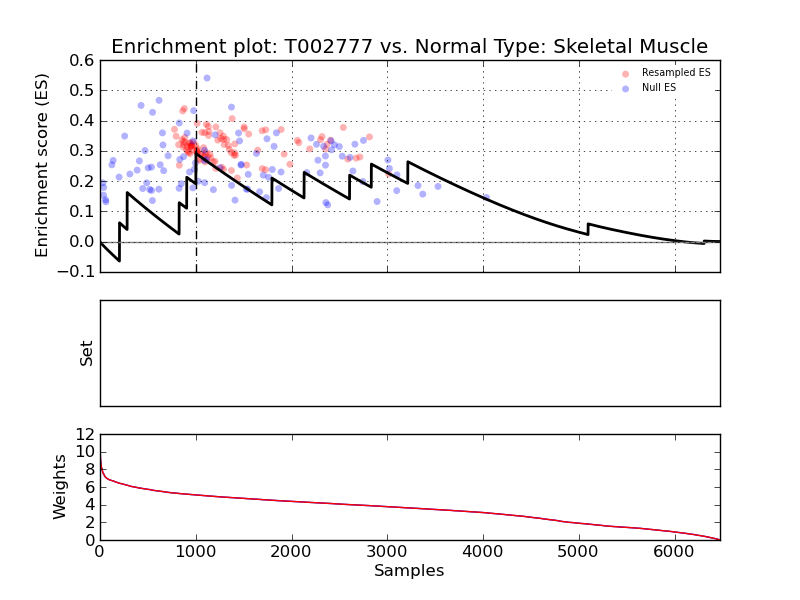 Enrichment plot: T002777 vs. Normal Type: Skeletal Muscle
Enrichment score (ES)
0.6
0.5
0.4
0.3
0.2
0.1
0.0
−0.1
Resampled ES
Null ES
Set
Weights
12
10
8
6
4
2
0
0 1000 2000 3000 4000 5000 6000
Samples